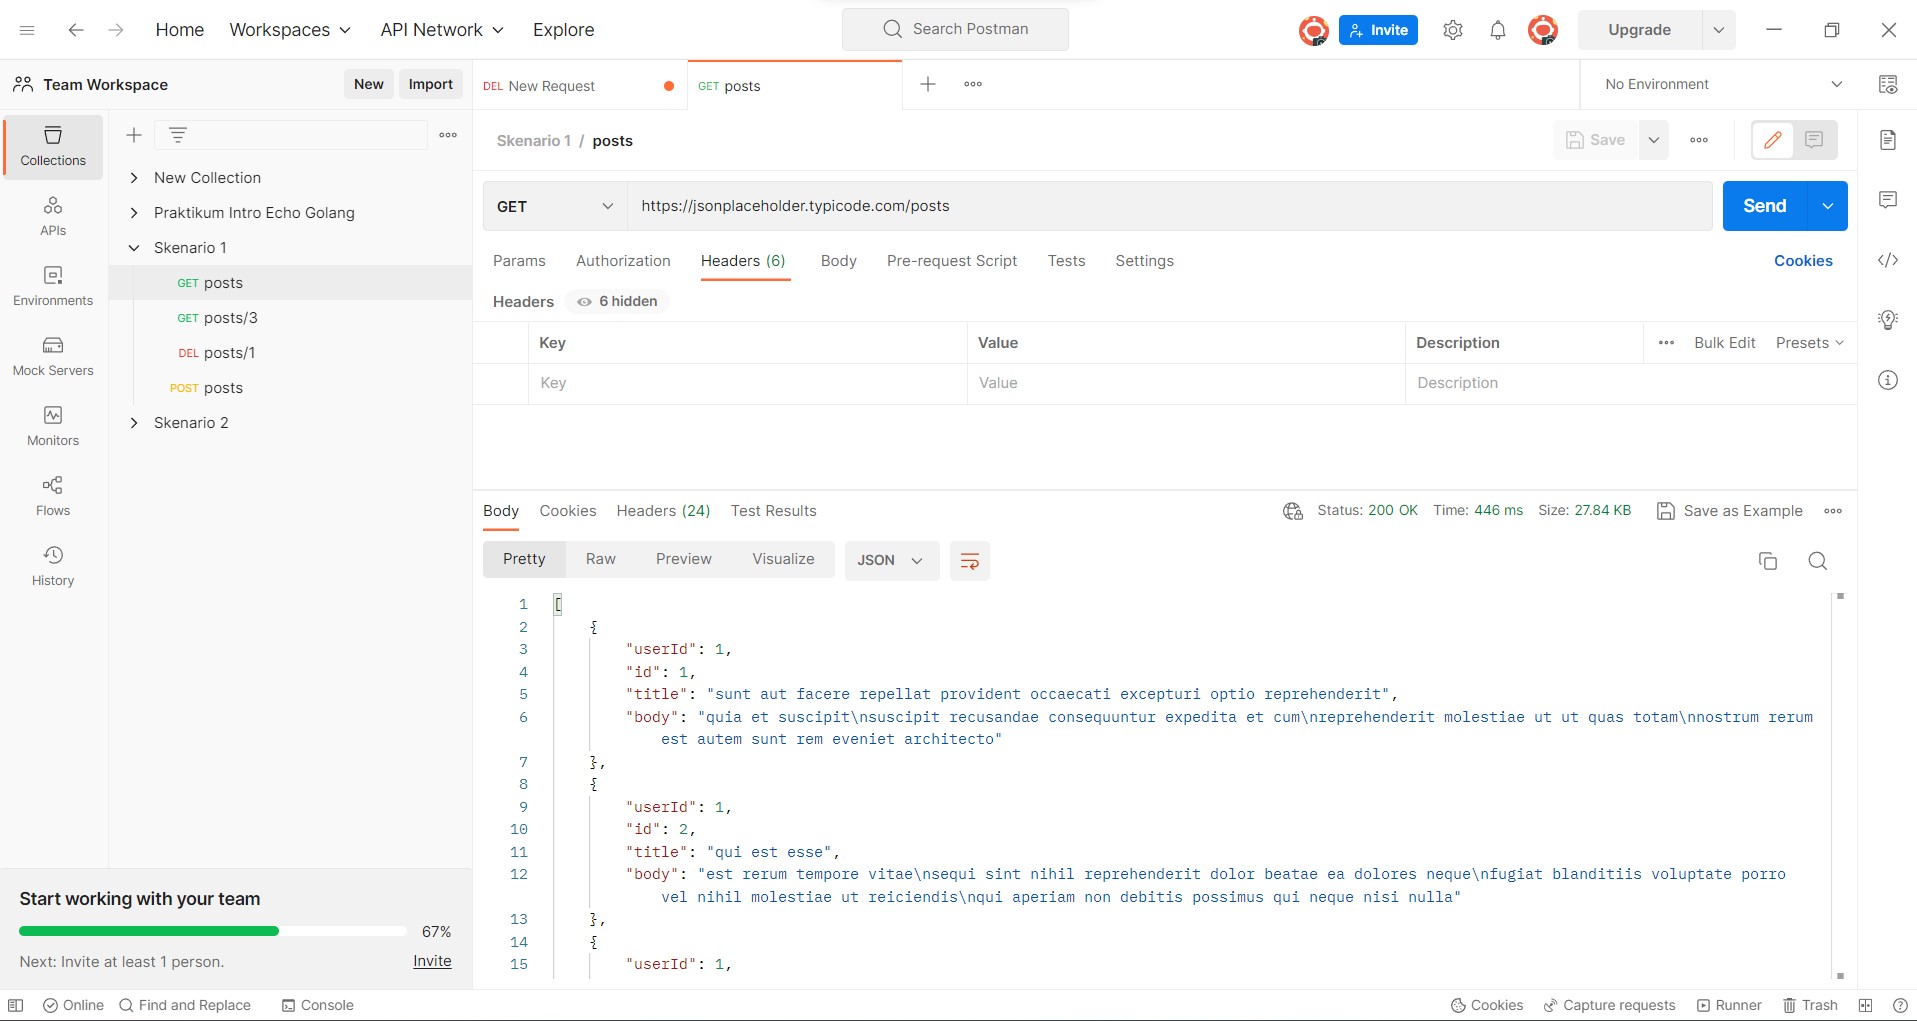 Home Workspaces API Network Explore Search Postman Invite Upgrade
Team Workspace New Import DEL New Request GET posts No Environment
Collections
APIs
Environments
Mock Servers
Monitors
Flows
History
New Collection
Praktikum Intro Echo Golang
Skenario 1
GET posts
GET posts/3
DEL posts/1
POST posts
Skenario 2
Start working with your team
67%
Next: Invite at least 1 person. Invite
Skenario 1 / posts Save
GET https://jsonplaceholder.typicode.com/posts Send
Params Authorization Headers (6) Body Pre-request Script Tests Settings Cookies
Headers 6 hidden
Key Value Description Bulk Edit Presets
Key Value Description
Body Cookies Headers (24) Test Results Status: 200 OK Time: 446 ms Size: 27.84 KB Save as Example
Pretty Raw Preview Visualize JSON
1 [
2 {
3 "userId": 1,
4 "id": 1,
5 "title": "sunt aut facere repellat provident occaecati excepturi optio reprehenderit",
6 "body": "quia et suscipit\nsuscipit recusandae consequuntur expedita et cum\nreprehenderit molestiae ut ut quas totam\nnostrum rerum
est autem sunt rem eveniet architecto"
7 },
8 {
9 "userId": 1,
10 "id": 2,
11 "title": "qui est esse",
12 "body": "est rerum tempore vitae\nsequi sint nihil reprehenderit dolor beatae ea dolores neque\nfugiat blanditiis voluptate porro
vel nihil molestiae ut reiciendis\nqui aperiam non debitis possimus qui neque nisi nulla"
13 },
14 {
15 "userId": 1,
Online Find and Replace Console Cookies Capture requests Runner Trash